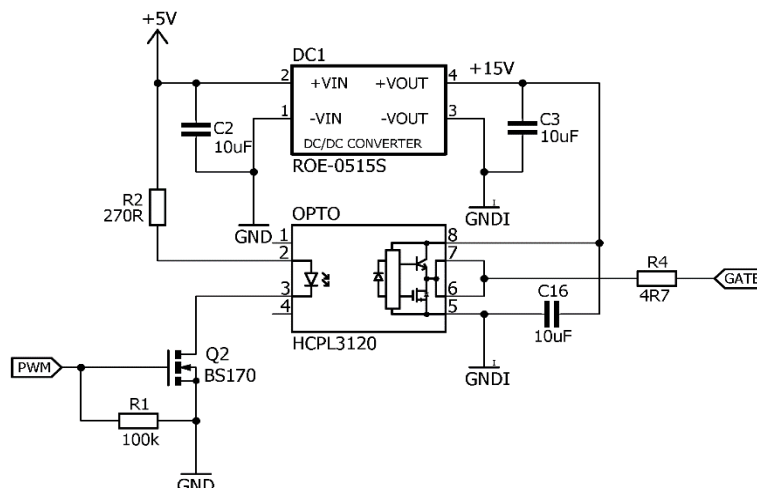 +5V
DC1
2 +VIN +VOUT 4 +15V
1 -VIN -VOUT 3
C2
10uF
DC/DC CONVERTER
ROE-0515S
C3
10uF
R2
270R
GND
GNDI
OPTO
1
2
3
4
8
7
6
5
HCPL3120
R4
4R7
GATE
C16
10uF
GNDI
PWM
Q2
BS170
R1
100k
GND